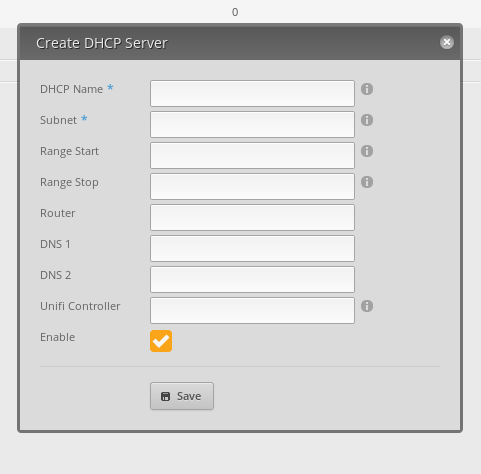 0
Create DHCP Server
DHCP Name *
Subnet *
Range Start
Range Stop
Router
DNS 1
DNS 2
Unifi Controller
Enable
Save